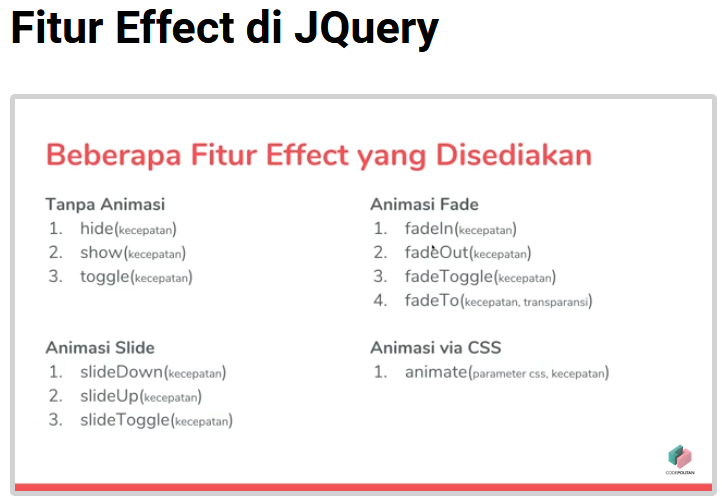 Fitur Effect di JQuery
Beberapa Fitur Effect yang Disediakan
Tanpa Animasi
1. hide(kecepatan)
2. show(kecepatan)
3. toggle(kecepatan)
Animasi Fade
1. fadeIn(kecepatan)
2. fadeOut(kecepatan)
3. fadeToggle(kecepatan)
4. fadeTo(kecepatan, transparansi)
Animasi Slide
1. slideDown(kecepatan)
2. slideUp(kecepatan)
3. slideToggle(kecepatan)
Animasi via CSS
1. animate(parameter css, kecepatan)
CODEPOLITAN